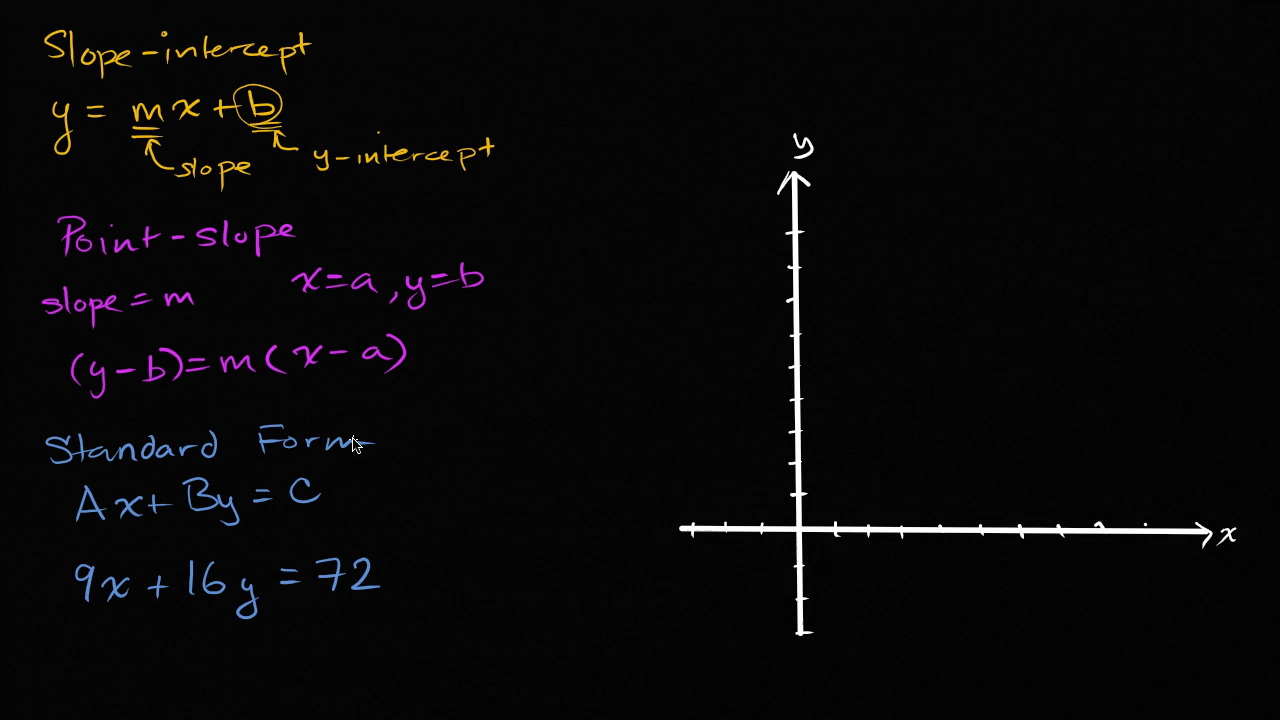 Slope-intercept
y = mx + b
slope
y-intercept
Point-slope
slope = m
x=a, y=b
(y-b)=m(x-a)
Standard Form
Ax+By=C
9x+16y=72
y
x